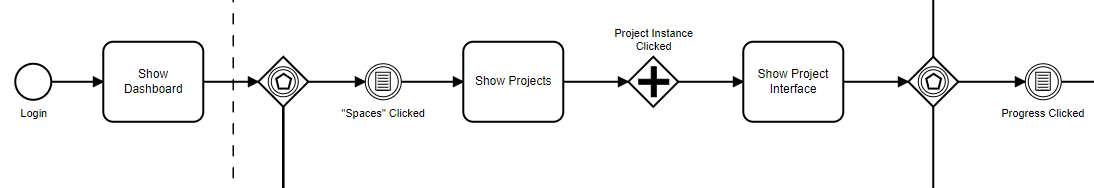 Login
Show
Dashboard
"Spaces" Clicked
Show Projects
Project Instance
Clicked
Show Project
Interface
Progress Clicked